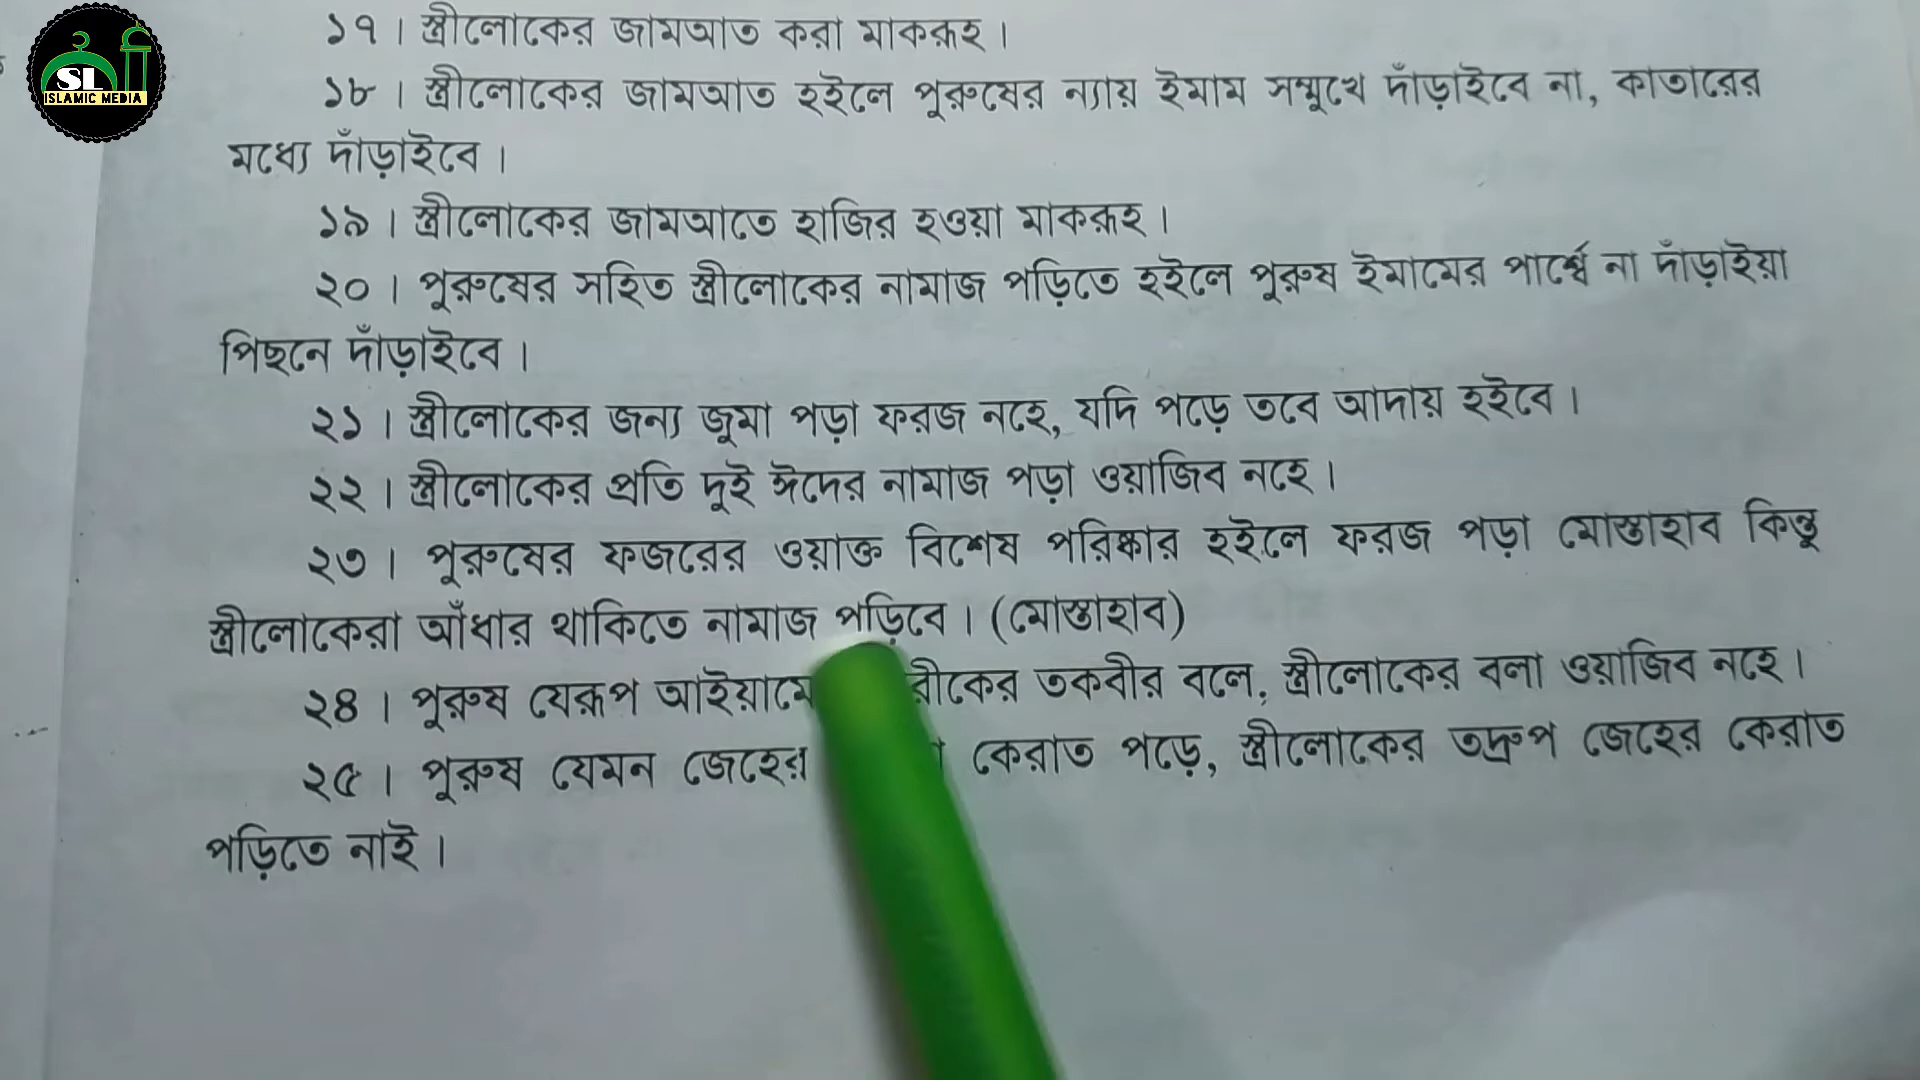 SL
ISLAMIC MEDIA
১৭ । স্ত্রীলোকের জামআত করা মাকরূহ ।
১৮ । স্ত্রীলোকের জামআত হইলে পুরুষের ন্যায় ইমাম সম্মুখে দাঁড়াইবে না, কাতারের
মধ্যে দাঁড়াইবে ।
১৯ । স্ত্রীলোকের জামআতে হাজির হওয়া মাকরূহ ।
২০ । পুরুষের সহিত স্ত্রীলোকের নামাজ পড়িতে হইলে পুরুষ ইমামের পার্শ্বে না দাঁড়াইয়া
পিছনে দাঁড়াইবে ।
২১ । স্ত্রীলোকের জন্য জুমা পড়া ফরজ নহে, যদি পড়ে তবে আদায় হইবে ।
২২ । স্ত্রীলোকের প্রতি দুই ঈদের নামাজ পড়া ওয়াজিব নহে ।
২৩ । পুরুষের ফজরের ওয়াক্ত বিশেষ পরিষ্কার হইলে ফরজ পড়া মোস্তাহাব কিন্তু
স্ত্রীলোকেরা আঁধার থাকিতে নামাজ পড়িবে । (মোস্তাহাব)
২৪ । পুরুষ যেরূপ তকবীর বলে, স্ত্রীলোকের বলা ওয়াজিব নহে ।
২৫ । পুরুষ যেমন জেহের কেরাত পড়ে, স্ত্রীলোকের তদ্রুপ জেহের কেরাত
পড়িতে নাই ।